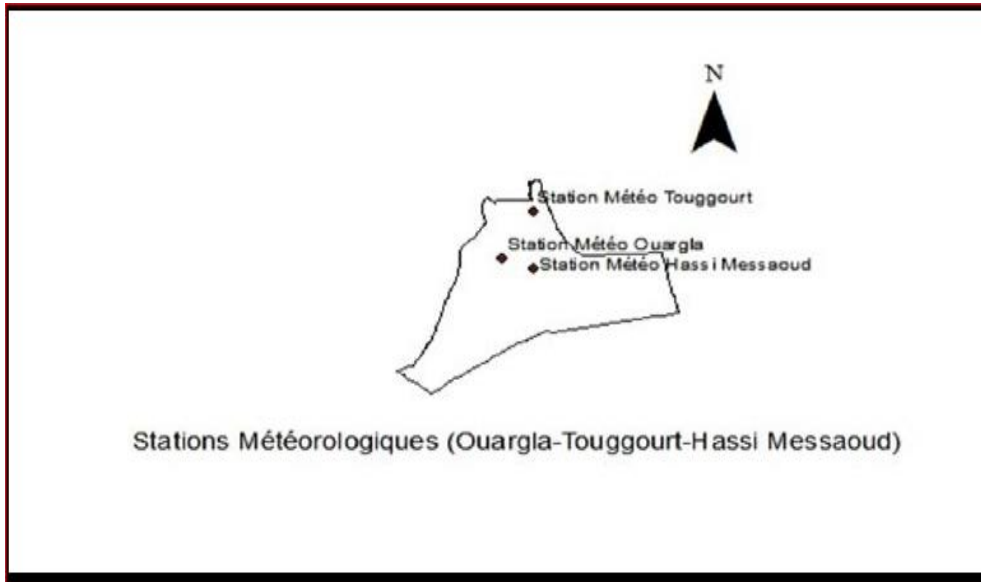 N
Station Météo Touggourt
Station Météo Ouargla
Station Météo Hassi Messaoud
Stations Météorologiques (Ouargla-Touggourt-Hassi Messaoud)